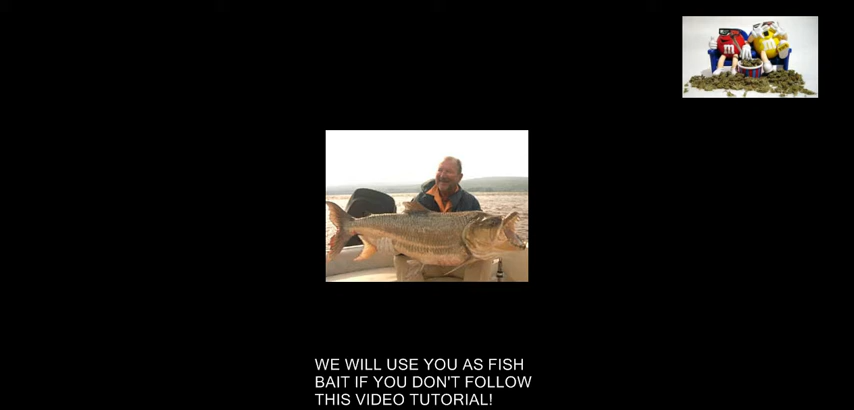 m m
WE WILL USE YOU AS FISH
BAIT IF YOU DON'T FOLLOW
THIS VIDEO TUTORIAL!